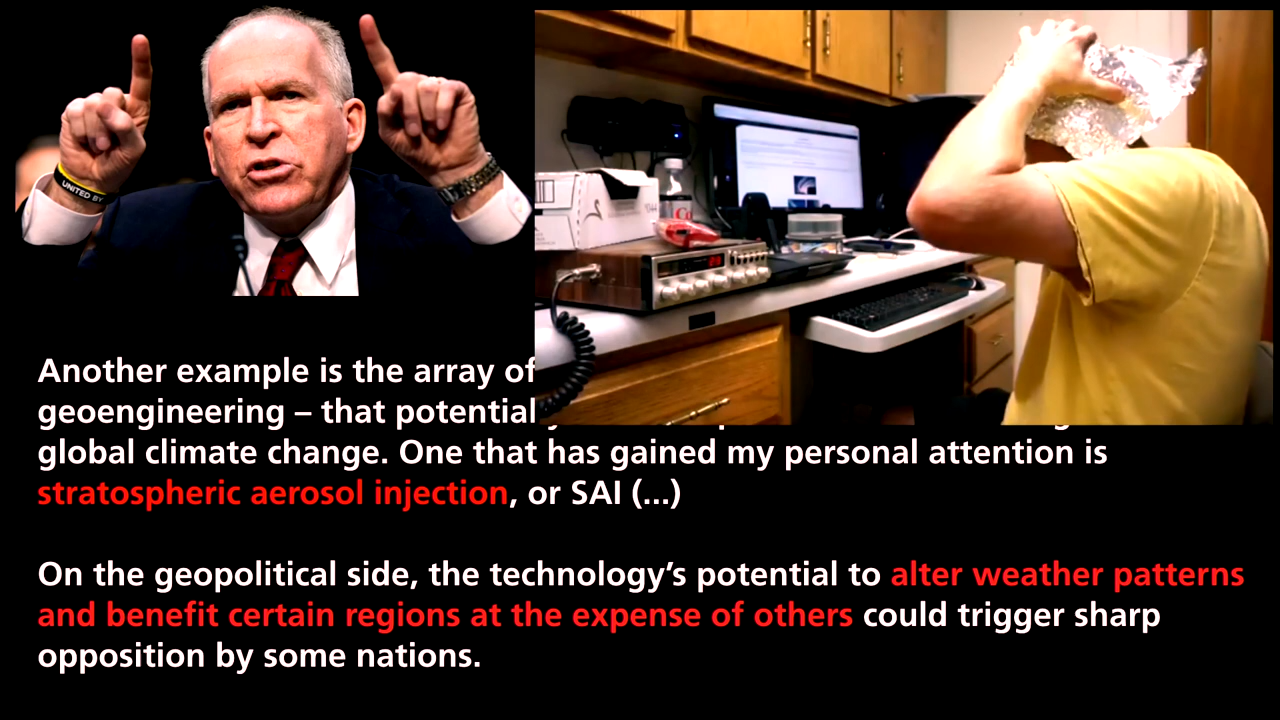 UNITED BY
Another example is the array of
geoengineering – that potential
global climate change. One that has gained my personal attention is
stratospheric aerosol injection, or SAI (...)
On the geopolitical side, the technology’s potential to alter weather patterns
and benefit certain regions at the expense of others could trigger sharp
opposition by some nations.